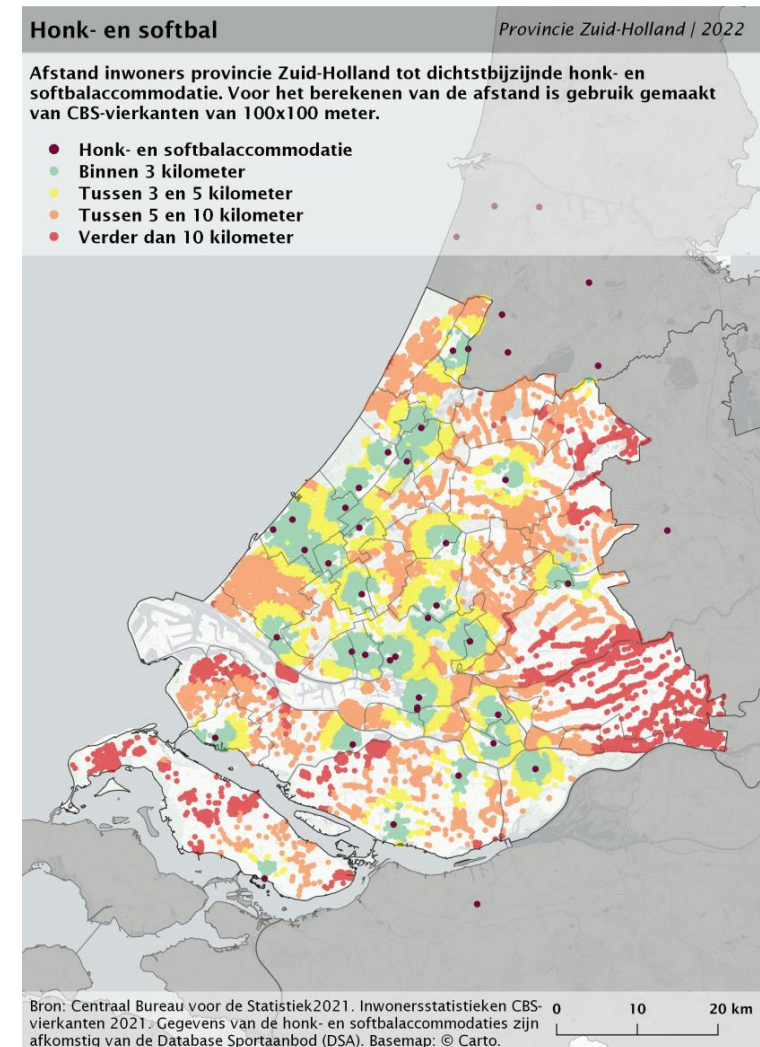 Honk- en softbal
Provincie Zuid-Holland | 2022
Afstand inwoners provincie Zuid-Holland tot dichtstbijzijnde honk- en
softbalaccommodatie. Voor het berekenen van de afstand is gebruik gemaakt
van CBS-vierkanten van 100x100 meter.
Honk- en softbalaccommodatie
Binnen 3 kilometer
Tussen 3 en 5 kilometer
Tussen 5 en 10 kilometer
Verder dan 10 kilometer
Bron: Centraal Bureau voor de Statistiek2021. Inwonersstatistieken CBS-
vierkanten 2021. Gegevens van de honk- en softbalaccommodaties zijn
afkomstig van de Database Sportaanbod (DSA). Basemap: © Carto.
0 10 20 km